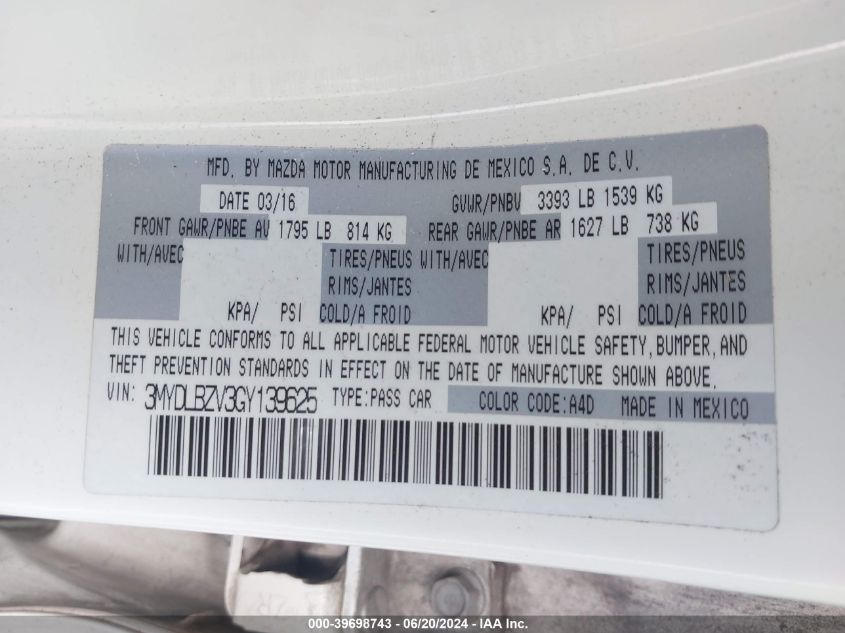 MFD. BY MAZDA MOTOR MANUFACTURING DE MEXICO S.A. DE C.V.
DATE 03/16 GVWR/PNBV 3393 LB 1539 KG
FRONT GAWR/PNBE AV 1795 LB 814 KG REAR GAWR/PNBE AR 1627 LB 738 KG
WITH/AVEC TIRES/PNEUS WITH/AVEC TIRES/PNEUS
RIMS/JANTES RIMS/JANTES
KPA/ PSI COLD/A FROID KPA/ PSI COLD/A FROID
THIS VEHICLE CONFORMS TO ALL APPLICABLE FEDERAL MOTOR VEHICLE SAFETY, BUMPER, AND
THEFT PREVENTION STANDARDS IN EFFECT ON THE DATE OF MANUFACTURE SHOWN ABOVE.
VIN: 3MYDLBZV3GY139625 TYPE:PASS CAR COLOR CODE:A4D MADE IN MEXICO
000-39698743 / 06/20/2024 - IAA Inc.